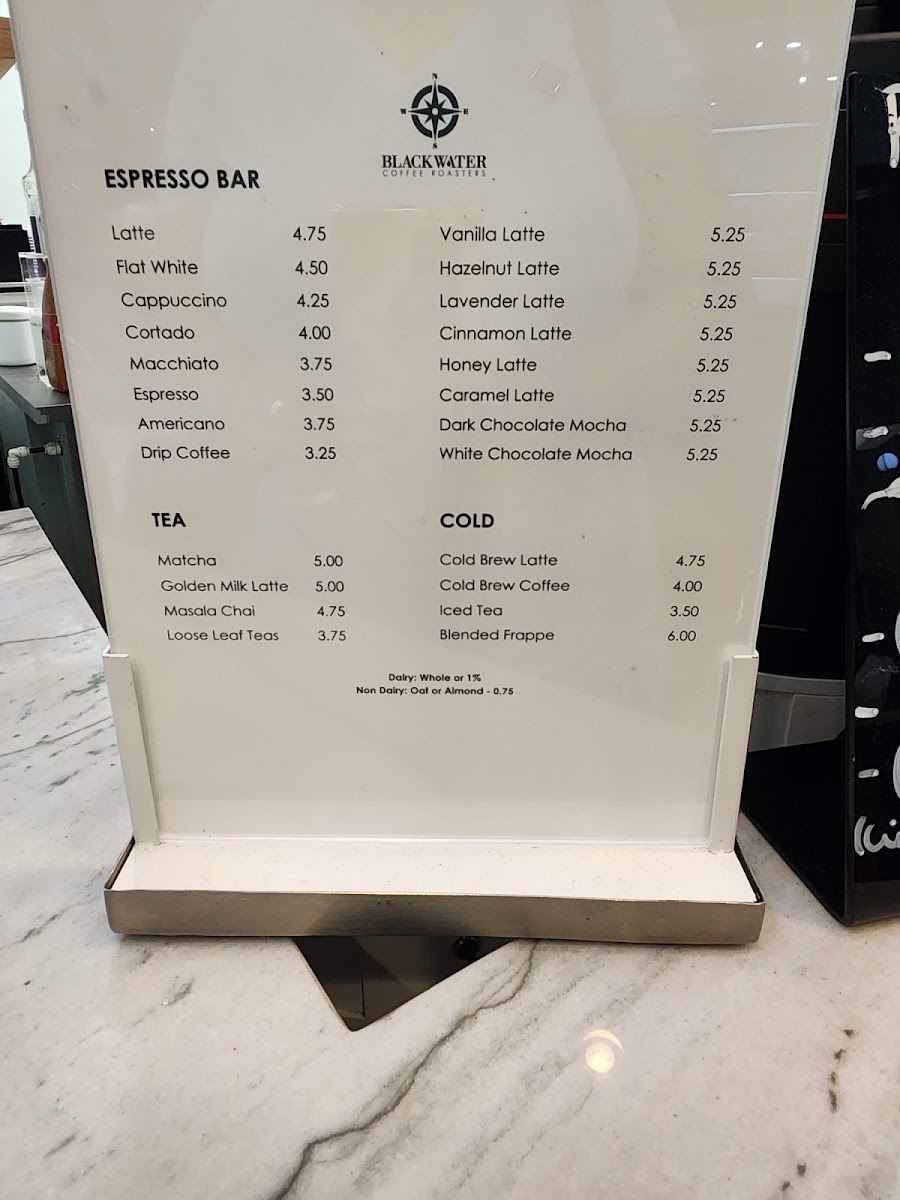 N
W E
S
BLACKWATER
COFFEE ROASTERS
ESPRESSO BAR
Latte 4.75
Flat White 4.50
Cappuccino 4.25
Cortado 4.00
Macchiato 3.75
Espresso 3.50
Americano 3.75
Drip Coffee 3.25
Vanilla Latte 5.25
Hazelnut Latte 5.25
Lavender Latte 5.25
Cinnamon Latte 5.25
Honey Latte 5.25
Caramel Latte 5.25
Dark Chocolate Mocha 5.25
White Chocolate Mocha 5.25
TEA
Matcha 5.00
Golden Milk Latte 5.00
Masala Chai 4.75
Loose Leaf Teas 3.75
COLD
Cold Brew Latte 4.75
Cold Brew Coffee 4.00
Iced Tea 3.50
Blended Frappe 6.00
Dairy: Whole or 1%
Non Dairy: Oat or Almond - 0.75